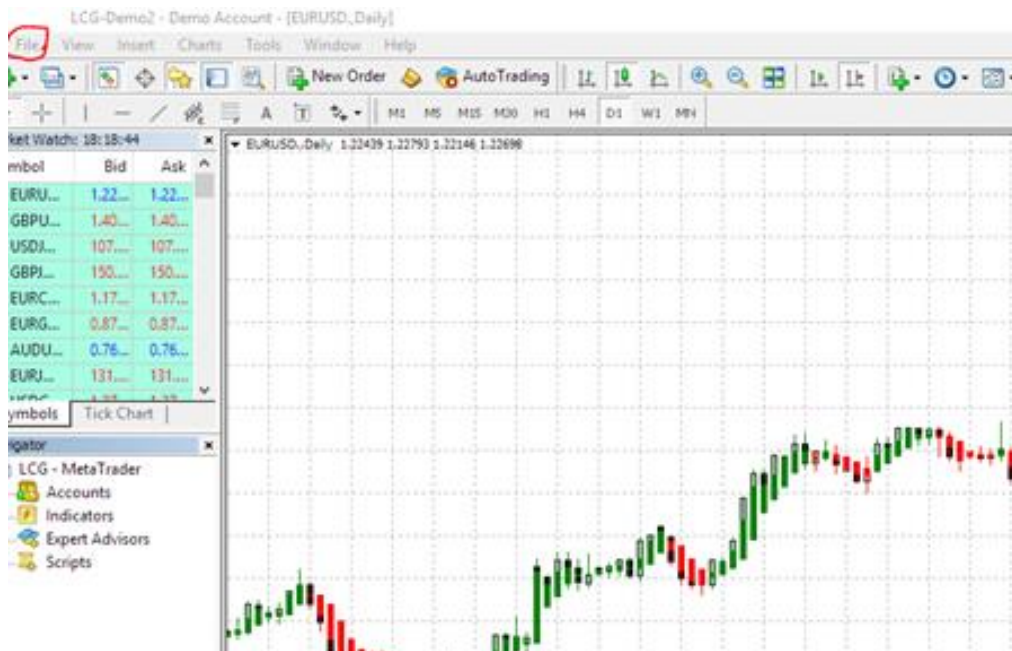 LCG-Demo2 - Demo Account - [EURUSD.,Daily]
File View Insert Charts Tools Window Help
New Order AutoTrading
A T M1 M5 M15 M30 H1 H4 D1 W1 MN
ket Watch: 18:18:44
mbol Bid Ask
EURU... 1.22... 1.22...
GBPU... 1.40... 1.40...
USDJ... 107.... 107....
GBPJ... 150.... 150....
EURC... 1.17... 1.17...
EURG... 0.87... 0.87...
AUDU... 0.76... 0.76...
EURJ... 131.... 131....
ymbols Tick Chart
vigator
LCG - MetaTrader
Accounts
Indicators
Expert Advisors
Scripts
EURUSD.,Daily 1.22439 1.22793 1.22146 1.22698